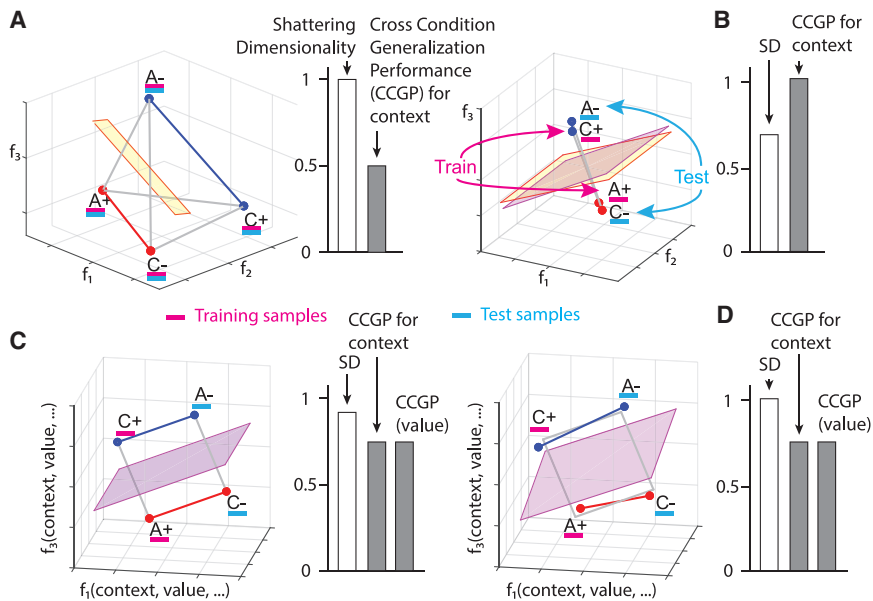 A
Shattering
Dimensionality
Cross Condition
Generalization
Performance
(CCGP) for
context
1
0.5
0
A-
A+
C+
C-
f3
f1
f2
B
SD
CCGP for
context
1
0.5
0
f3
A-
C+
Train
Test
A+
C-
f1
f2
Training samples
Test samples
C
CCGP for
context
SD
CCGP
(value)
1
0.5
0
A-
C+
C-
A+
f3(context, value, ...)
f1(context, value, ...)
D
CCGP for
context
SD
CCGP
(value)
1
0.5
0
A-
C+
C-
A+
f3(context, value, ...)
f1(context, value, ...)